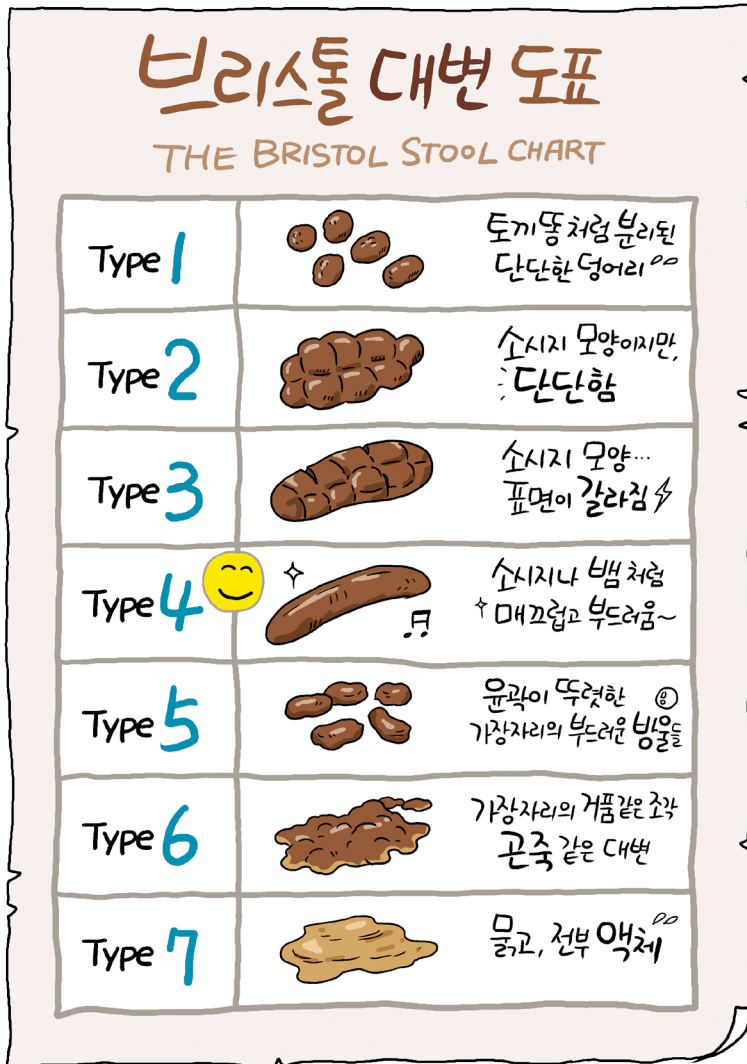 브리스톨 대변 도표
THE BRISTOL STOOL CHART
Type 1
토끼똥처럼 분리된
단단한 덩어리
Type 2
소시지 모양이지만,
단단함
Type 3
소시지 모양...
표면이 갈라짐
Type 4
소시지나 뱀처럼
매끄럽고 부드러움~
Type 5
윤곽이 뚜렷한
가장자리의 부드러운 방울들
Type 6
가장자리의 거품같은 조각
곤죽 같은 대변
Type 7
묽고, 전부 액체